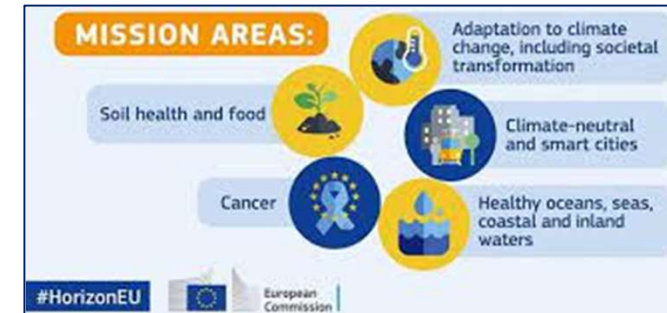 MISSION AREAS:
Adaptation to climate
change, including societal
transformation
Soil health and food
Climate-neutral
and smart cities
Cancer
Healthy oceans, seas,
coastal and inland
waters
#HorizonEU
European
Commission